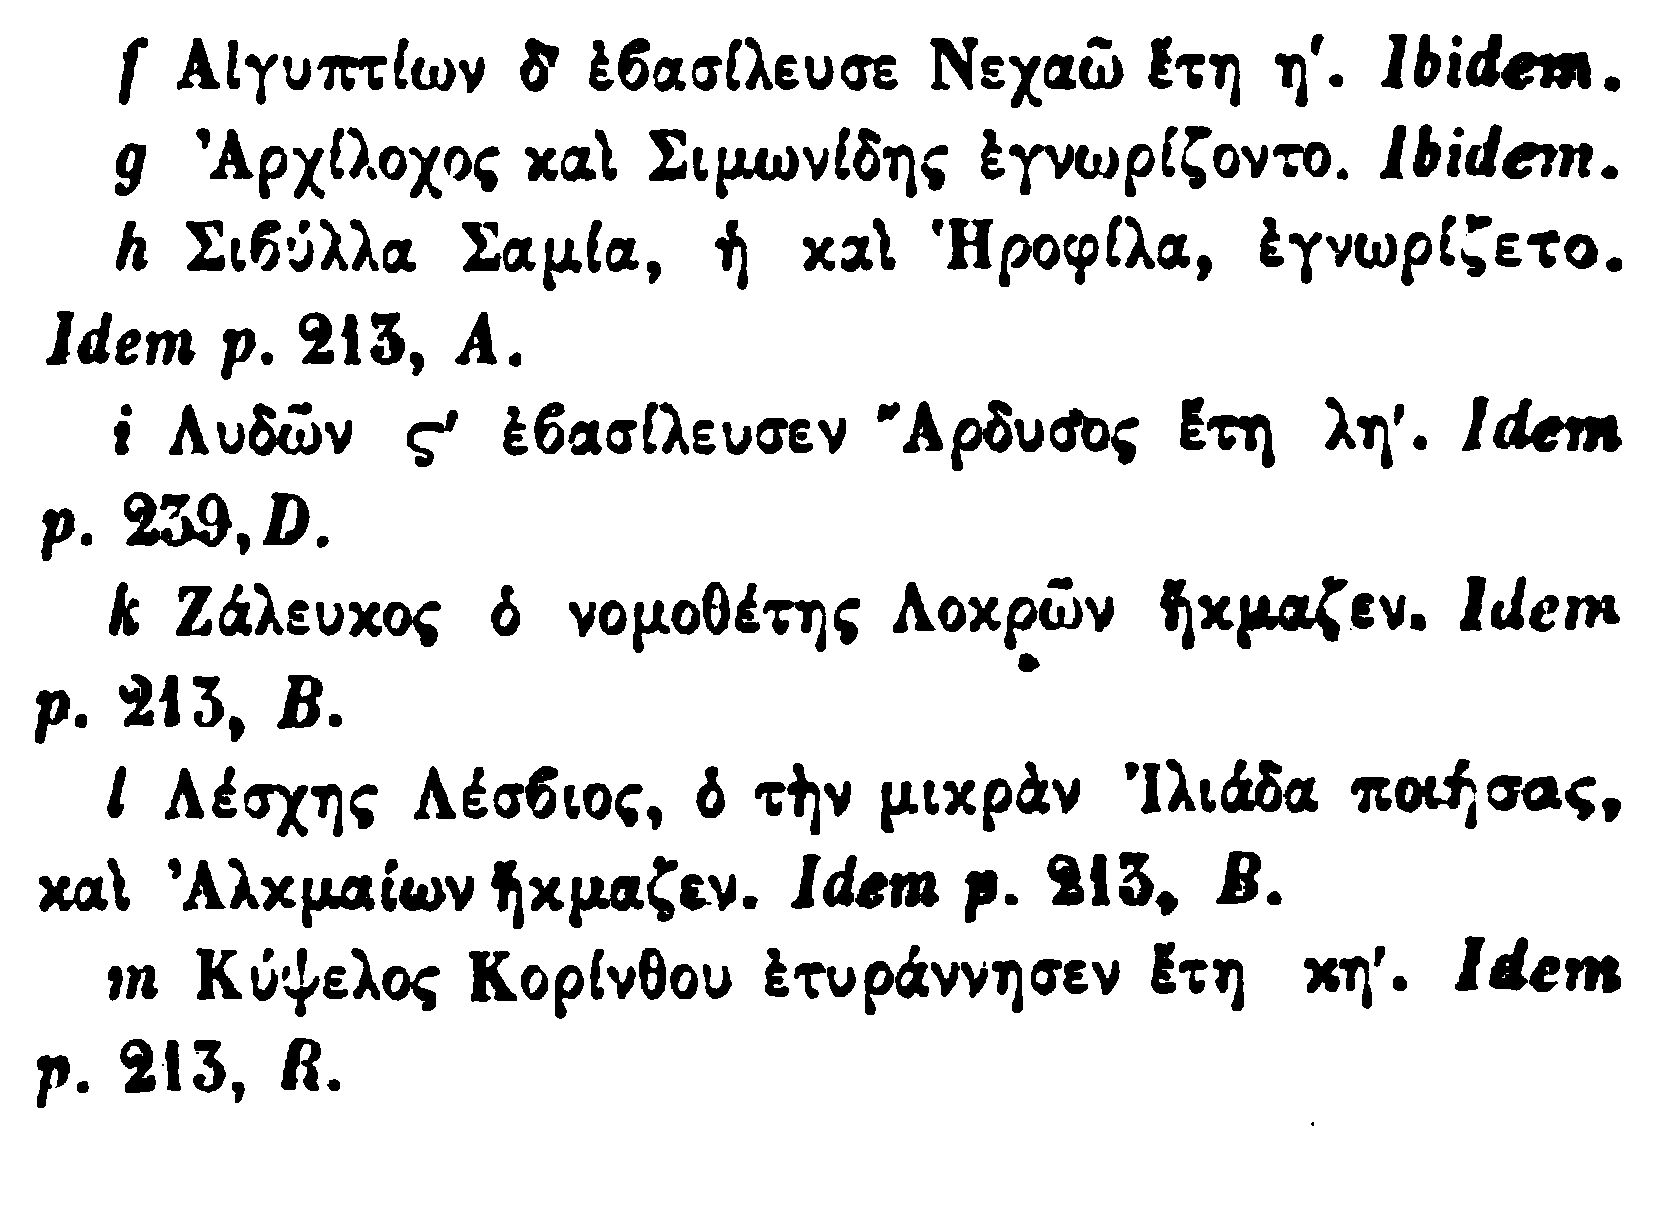 f Αἰγυπτίων δ' ἐβασίλευσε Νεχαῶ ἔτη η'. Ibidem.
g Ἀρχίλοχος καὶ Σιμωνίδης ἐγνωρίζοντο. Ibidem.
h Σιβύλλα Σαμία, ἡ καὶ Ἡροφίλα, ἐγνωρίζετο.
Idem p. 213, A.
i Λυδῶν ς' ἐβασίλευσεν Ἄρδυσος ἔτη λη'. Idem
p. 239, D.
k Ζάλευκος ὁ νομοθέτης Λοκρῶν ἤκμαζεν. Idem
p. 213, B.
l Λέσχης Λέσβιος, ὁ τὴν μικρὰν Ἰλιάδα ποιήσας,
καὶ Ἀλκμαίων ἤκμαζεν. Idem p. 213, B.
m Κύψελος Κορίνθου ἐτυράννησεν ἔτη κη'. Idem
p. 213, B.